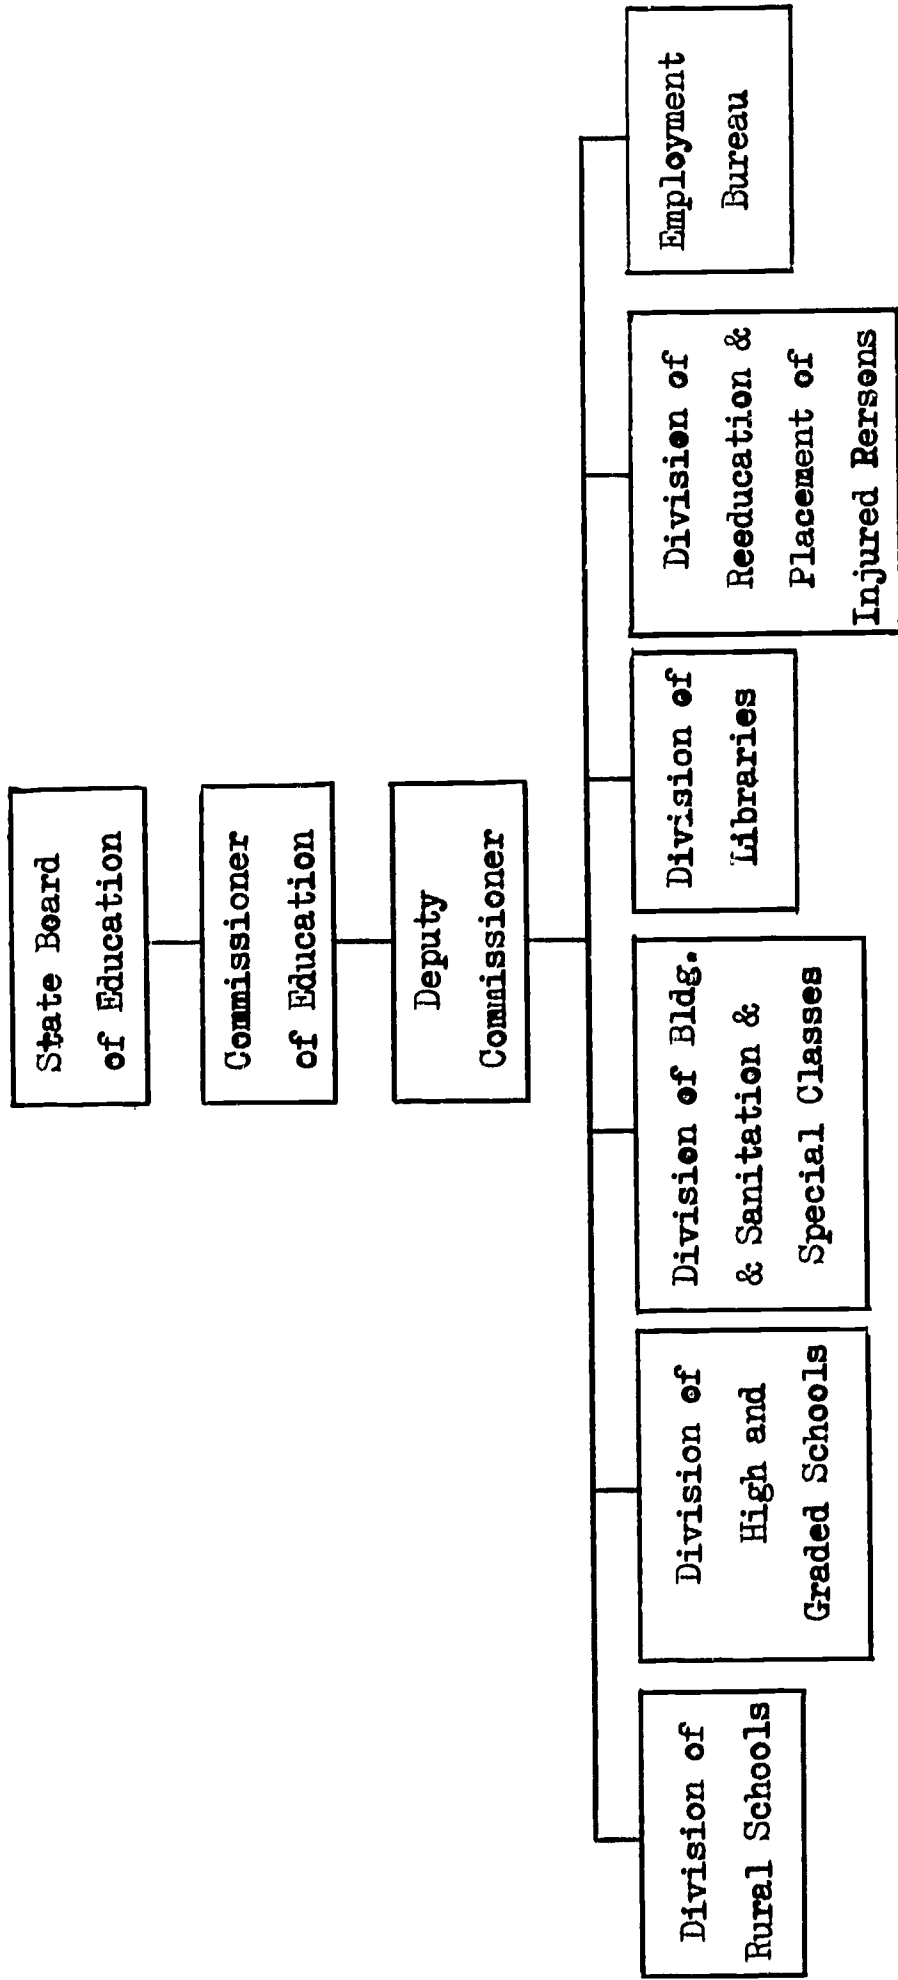 State Board
of Education
Commissioner
of Education
Deputy
Commissioner
Division of
Rural Schools
Division of
High and
Graded Schools
Division of Bldg.
& Sanitation &
Special Classes
Division of
Libraries
Division of
Reeducation &
Placement of
Injured Rersons
Employment
Bureau